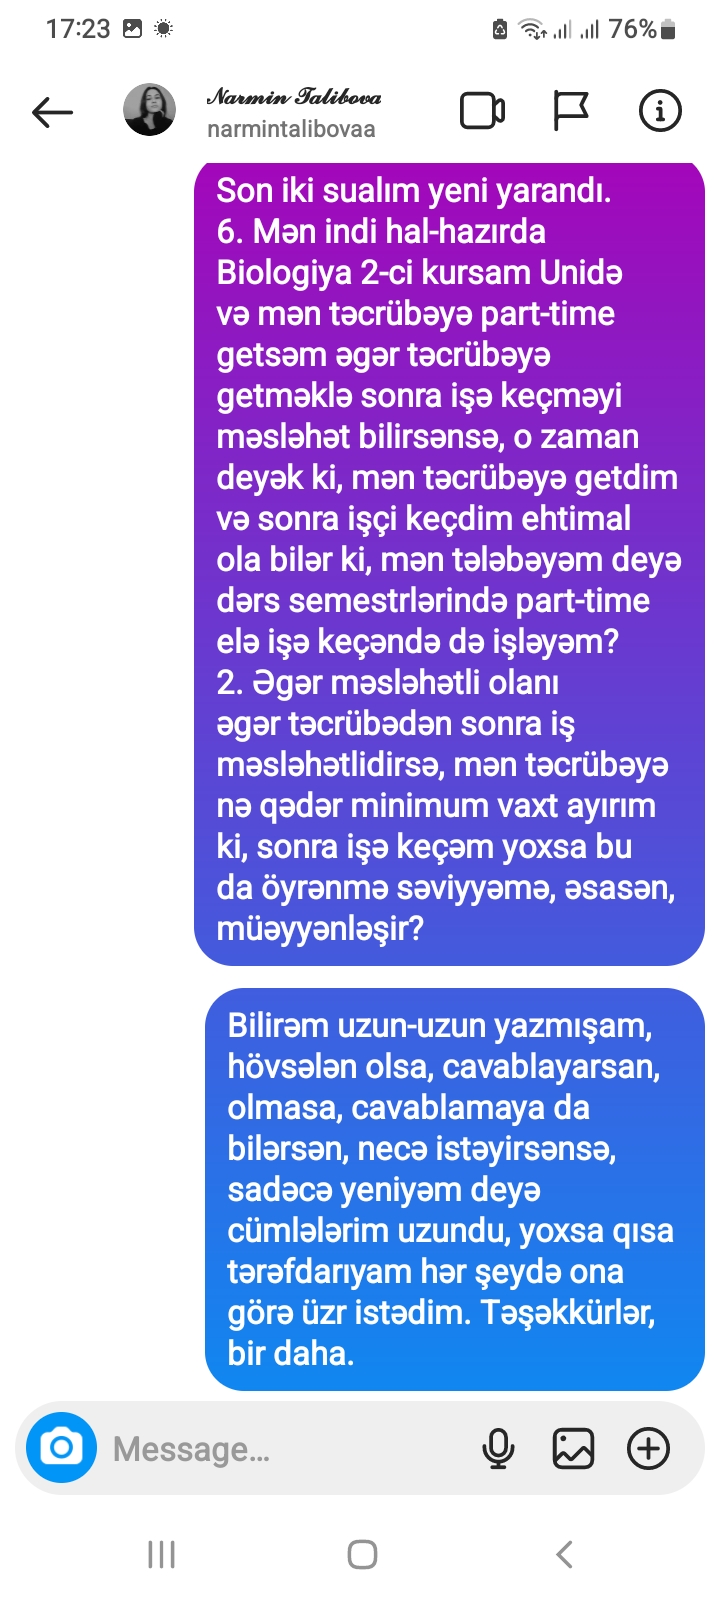 17:23 76%
Narmin Talibova
narmintalibovaa
Son iki sualım yeni yarandı.
6. Mən indi hal-hazırda
Biologiya 2-ci kursam Unidə
və mən təcrübəyə part-time
getsəm əgər təcrübəyə
getməklə sonra işə keçməyi
məsləhət bilirsənsə, o zaman
deyək ki, mən təcrübəyə getdim
və sonra işçi keçdim ehtimal
ola bilər ki, mən tələbəyəm deyə
dərs semestrlərində part-time
elə işə keçəndə də işləyəm?
2. Əgər məsləhətli olanı
əgər təcrübədən sonra iş
məsləhətlidirsə, mən təcrübəyə
nə qədər minimum vaxt ayırım
ki, sonra işə keçəm yoxsa bu
da öyrənmə səviyyəmə, əsasən,
müəyyənləşir?
Bilirəm uzun-uzun yazmışam,
hövsələn olsa, cavablayarsan,
olmasa, cavablamaya da
bilərsən, necə istəyirsənsə,
sadəcə yeniyəm deyə
cümlələrim uzundu, yoxsa qısa
tərəfdarıyam hər şeydə ona
görə üzr istədim. Təşəkkürlər,
bir daha.
Message...